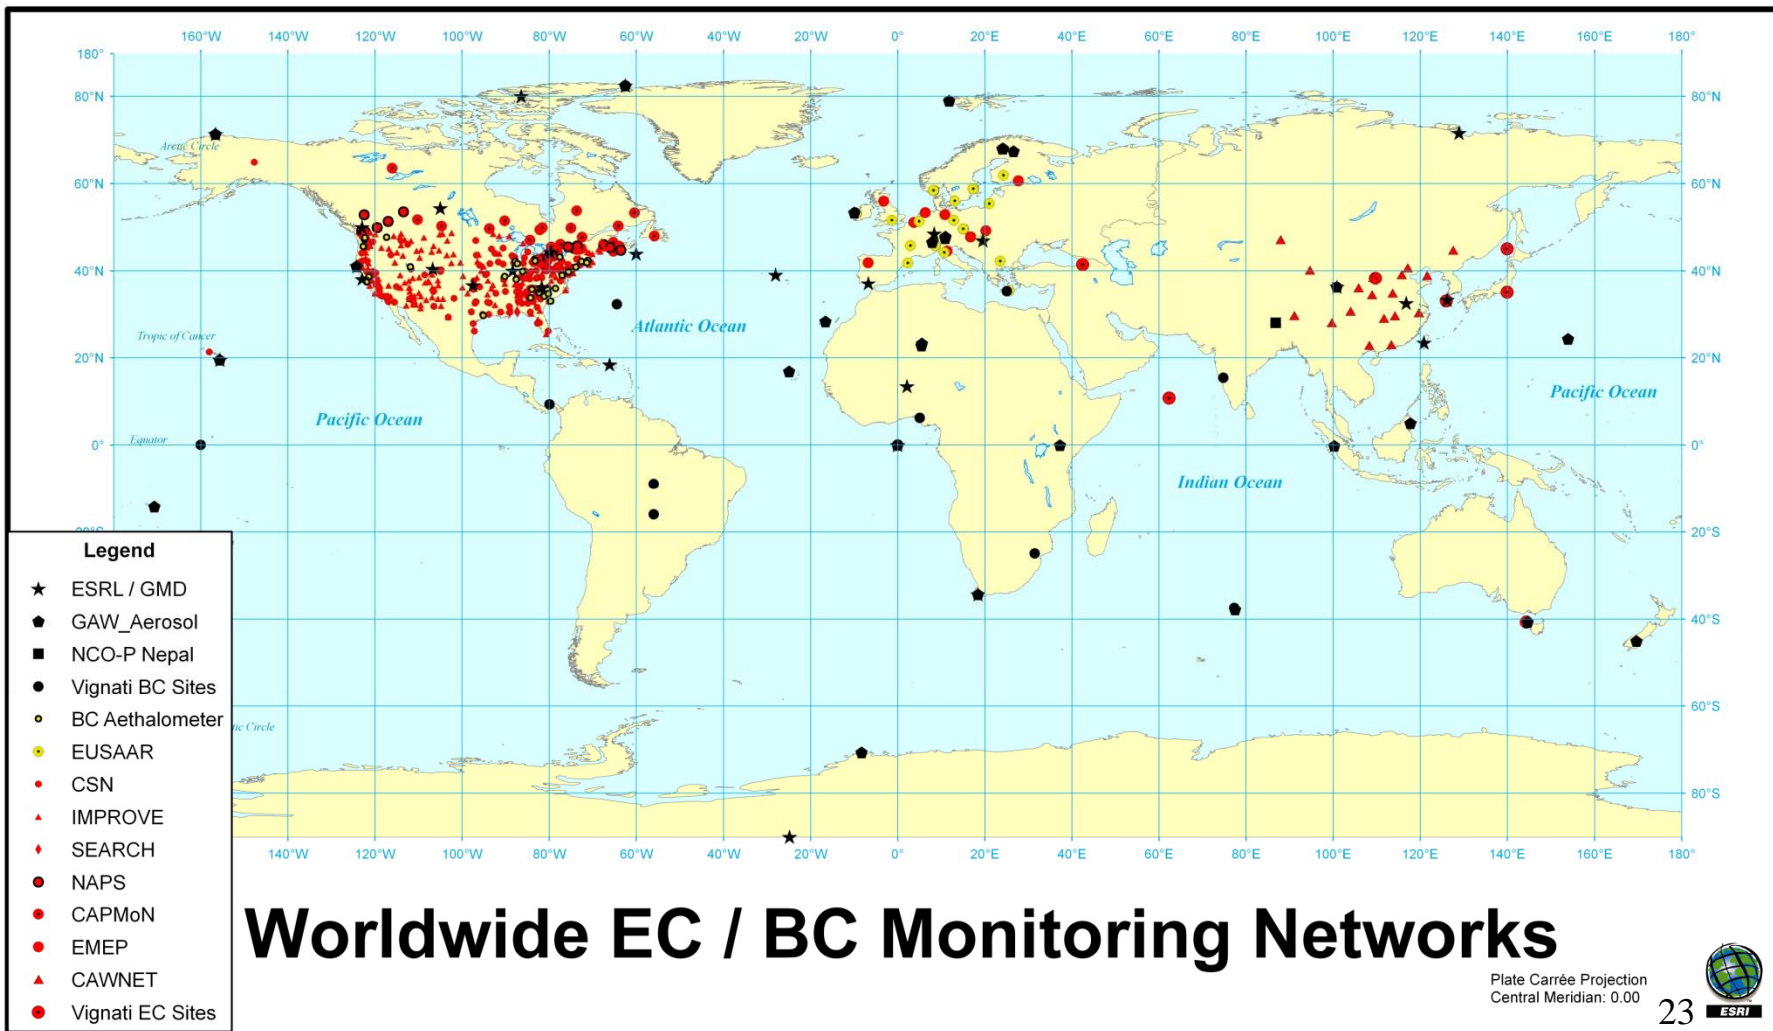 160°W 140°W 120°W 100°W 80°W 60°W 40°W 20°W 0° 20°E 40°E 60°E 80°E 100°E 120°E 140°E 160°E 180°
180°
80°N 80°N
Arctic Circle
60°N 60°N
40°N 40°N
Atlantic Ocean
Tropic of Cancer
20°N 20°N
Pacific Ocean Pacific Ocean
Equator
0° 0°
Indian Ocean
20°S 20°S
40°S
60°S
tic Circle
80°S
140°W 120°W 100°W 80°W 60°W 40°W 20°W 0° 20°E 40°E 60°E 80°E 100°E 120°E 140°E 160°E 180°
Legend
ESRL / GMD
GAW_Aerosol
NCO-P Nepal
Vignati BC Sites
BC Aethalometer
EUSAAR
CSN
IMPROVE
SEARCH
NAPS
CAPMoN
EMEP
CAWNET
Vignati EC Sites
Worldwide EC / BC Monitoring Networks
Plate Carrée Projection
Central Meridian: 0.00
23
ESRI